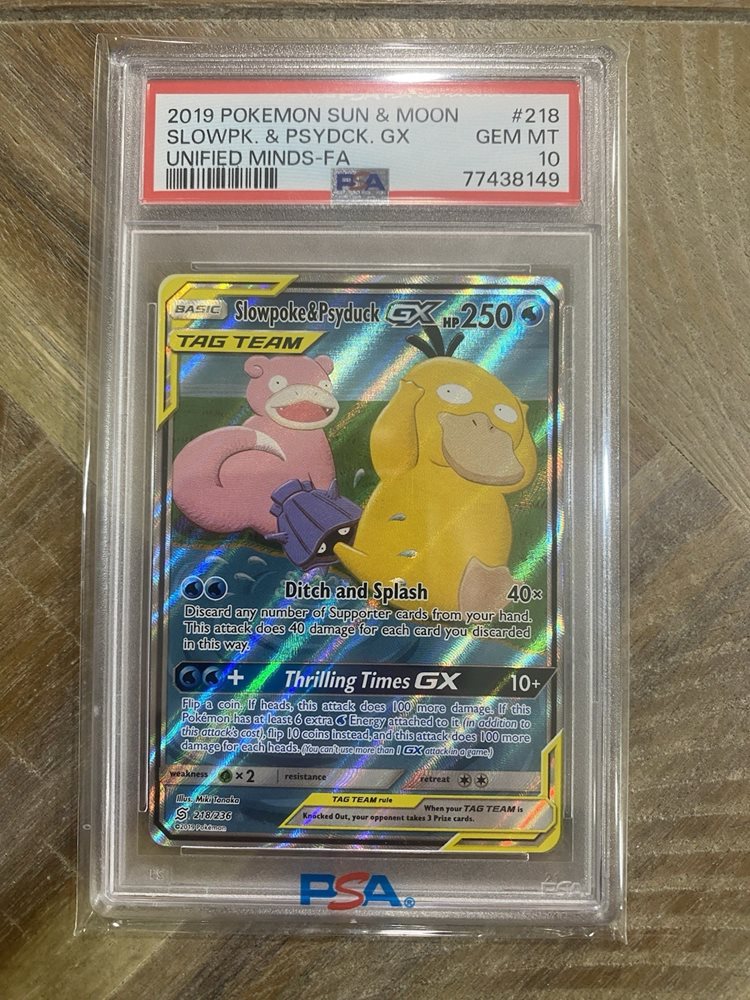 2019 POKEMON SUN & MOON #218
SLOWPK. & PSYDCK. GX GEM MT
UNIFIED MINDS-FA 10
PSA 77438149
BASIC Slowpoke&Psyduck GX HP250
TAG TEAM
Ditch and Splash 40×
Discard any number of Supporter cards from your hand.
This attack does 40 damage for each card you discarded
in this way.
+ Thrilling Times GX 10+
Flip a coin. If heads, this attack does 100 more damage. If this
Pokémon has at least 6 extra Energy attached to it (in addition to
this attack's cost), flip 10 coins instead, and this attack does 100 more
damage for each heads. (You can't use more than 1 GX attack in a game.)
weakness ×2 resistance retreat
Illus. Miki Tanaka
218/236
©2019 Pokémon
TAG TEAM rule
When your TAG TEAM is
Knocked Out, your opponent takes 3 Prize cards.
PSA®
PSA